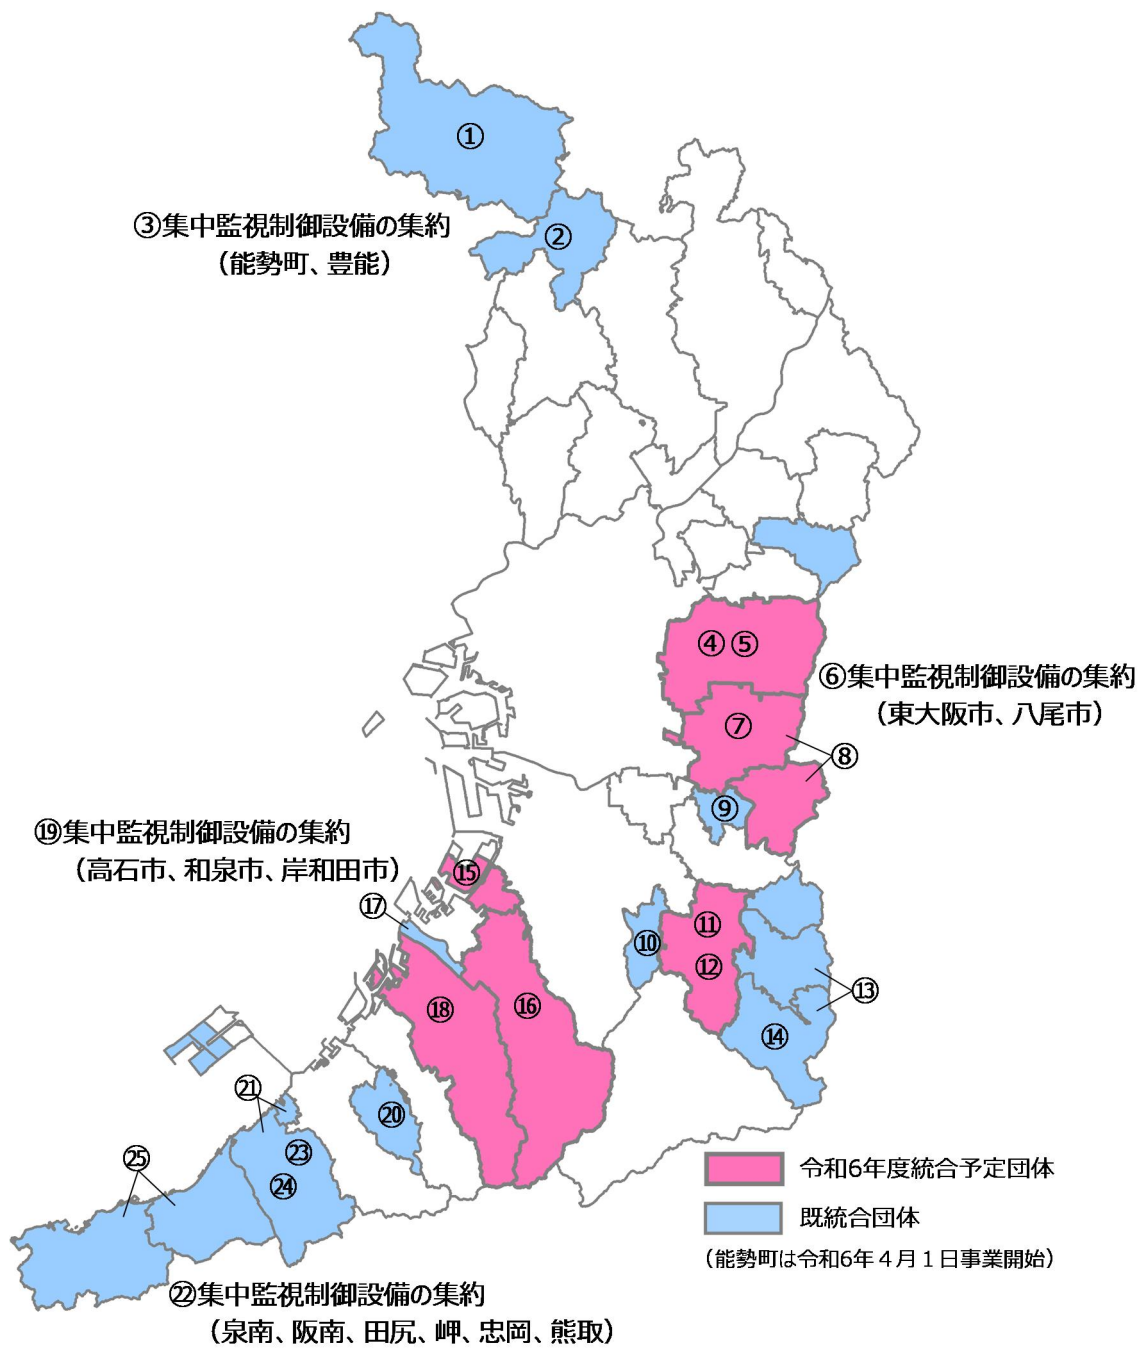 ①
②
③集中監視制御設備の集約
（能勢町、豊能）
④ ⑤
⑥集中監視制御設備の集約
（東大阪市、八尾市）
⑦
⑧
⑨
⑲集中監視制御設備の集約
（高石市、和泉市、岸和田市）
⑮
⑰
⑩
⑪
⑫
⑬
⑱
⑯
⑭
㉑
⑳
㉓
㉔
㉕
令和6年度統合予定団体
既統合団体
（能勢町は令和6年４月１日事業開始）
㉒集中監視制御設備の集約
（泉南、阪南、田尻、岬、忠岡、熊取）